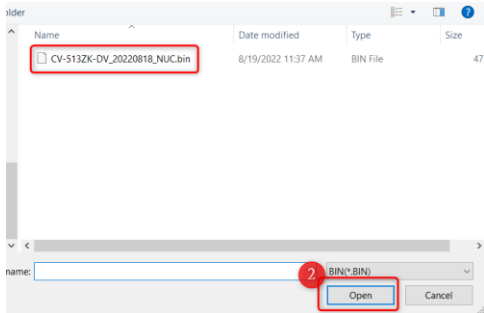 older
Name Date modified Type Size
CV-513ZK-DV_20220818_NUC.bin 8/19/2022 11:37 AM BIN File 47
name: BIN(*.BIN)
2
Open Cancel